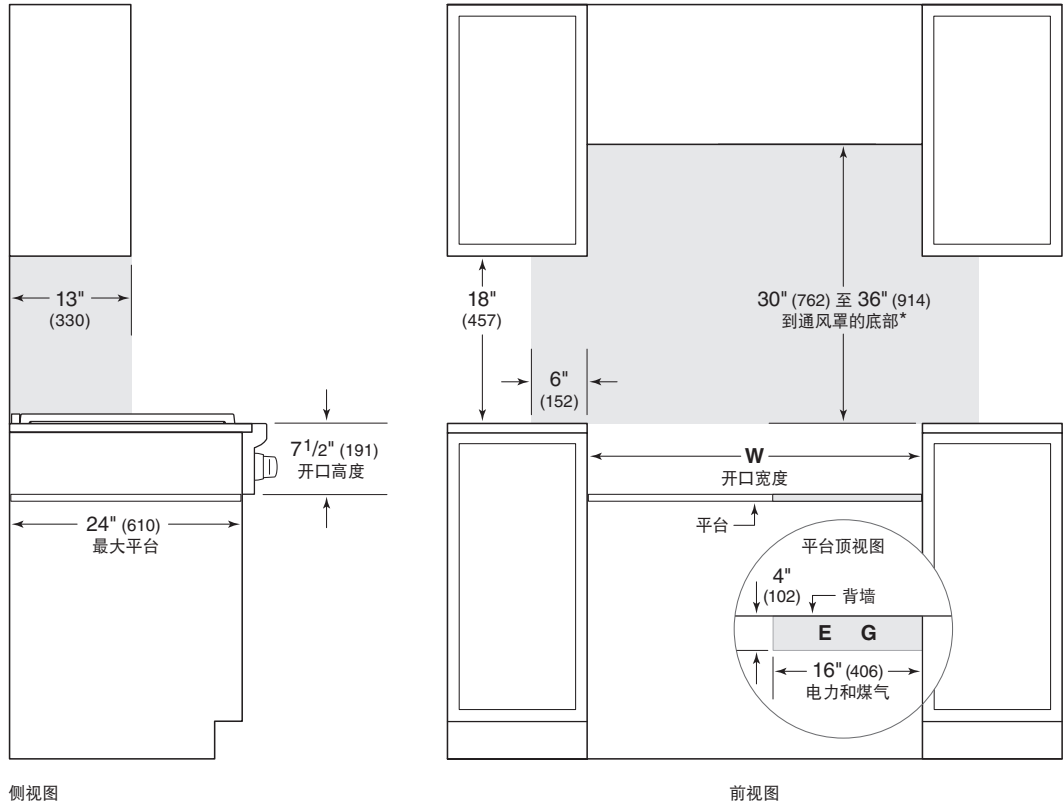 13"
(330)
7 1/2" (191)
开口高度
24" (610)
最大平台
侧视图
18"
(457)
30" (762) 至 36" (914)
到通风罩的底部*
6"
(152)
W
开口宽度
平台
平台顶视图
4"
(102)
背墙
E G
16" (406)
电力和煤气
前视图